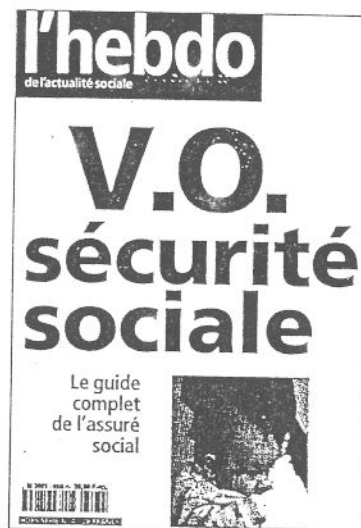 l'hebdo
de l'actualité sociale
V.O.
sécurité
sociale
Le guide
complet
de l'assuré
social